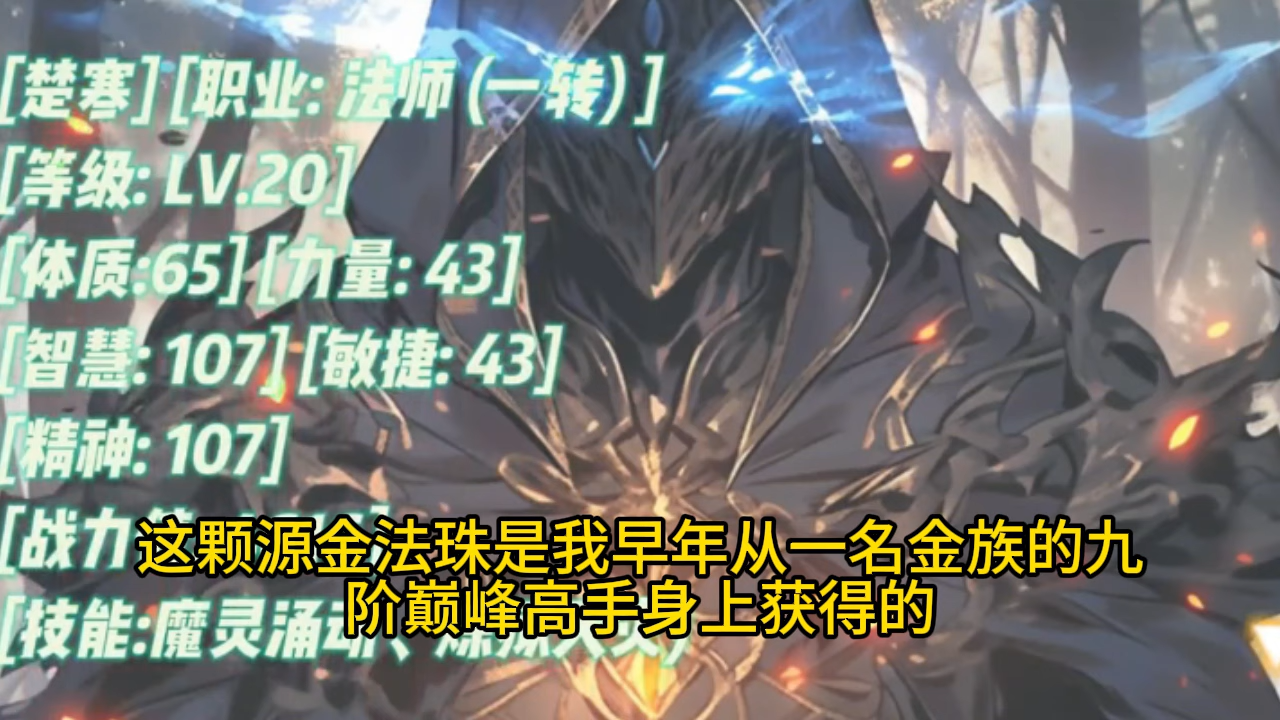 [楚寒] [职业: 法师 (一转) ]
[等级: LV.20]
[体质:65] [力量: 43]
[智慧: 107] [敏捷: 43]
[精神: 107]
[战力
[技能:魔灵涌动、
这颗源金法珠是我早年从一名金族的九
阶巅峰高手身上获得的